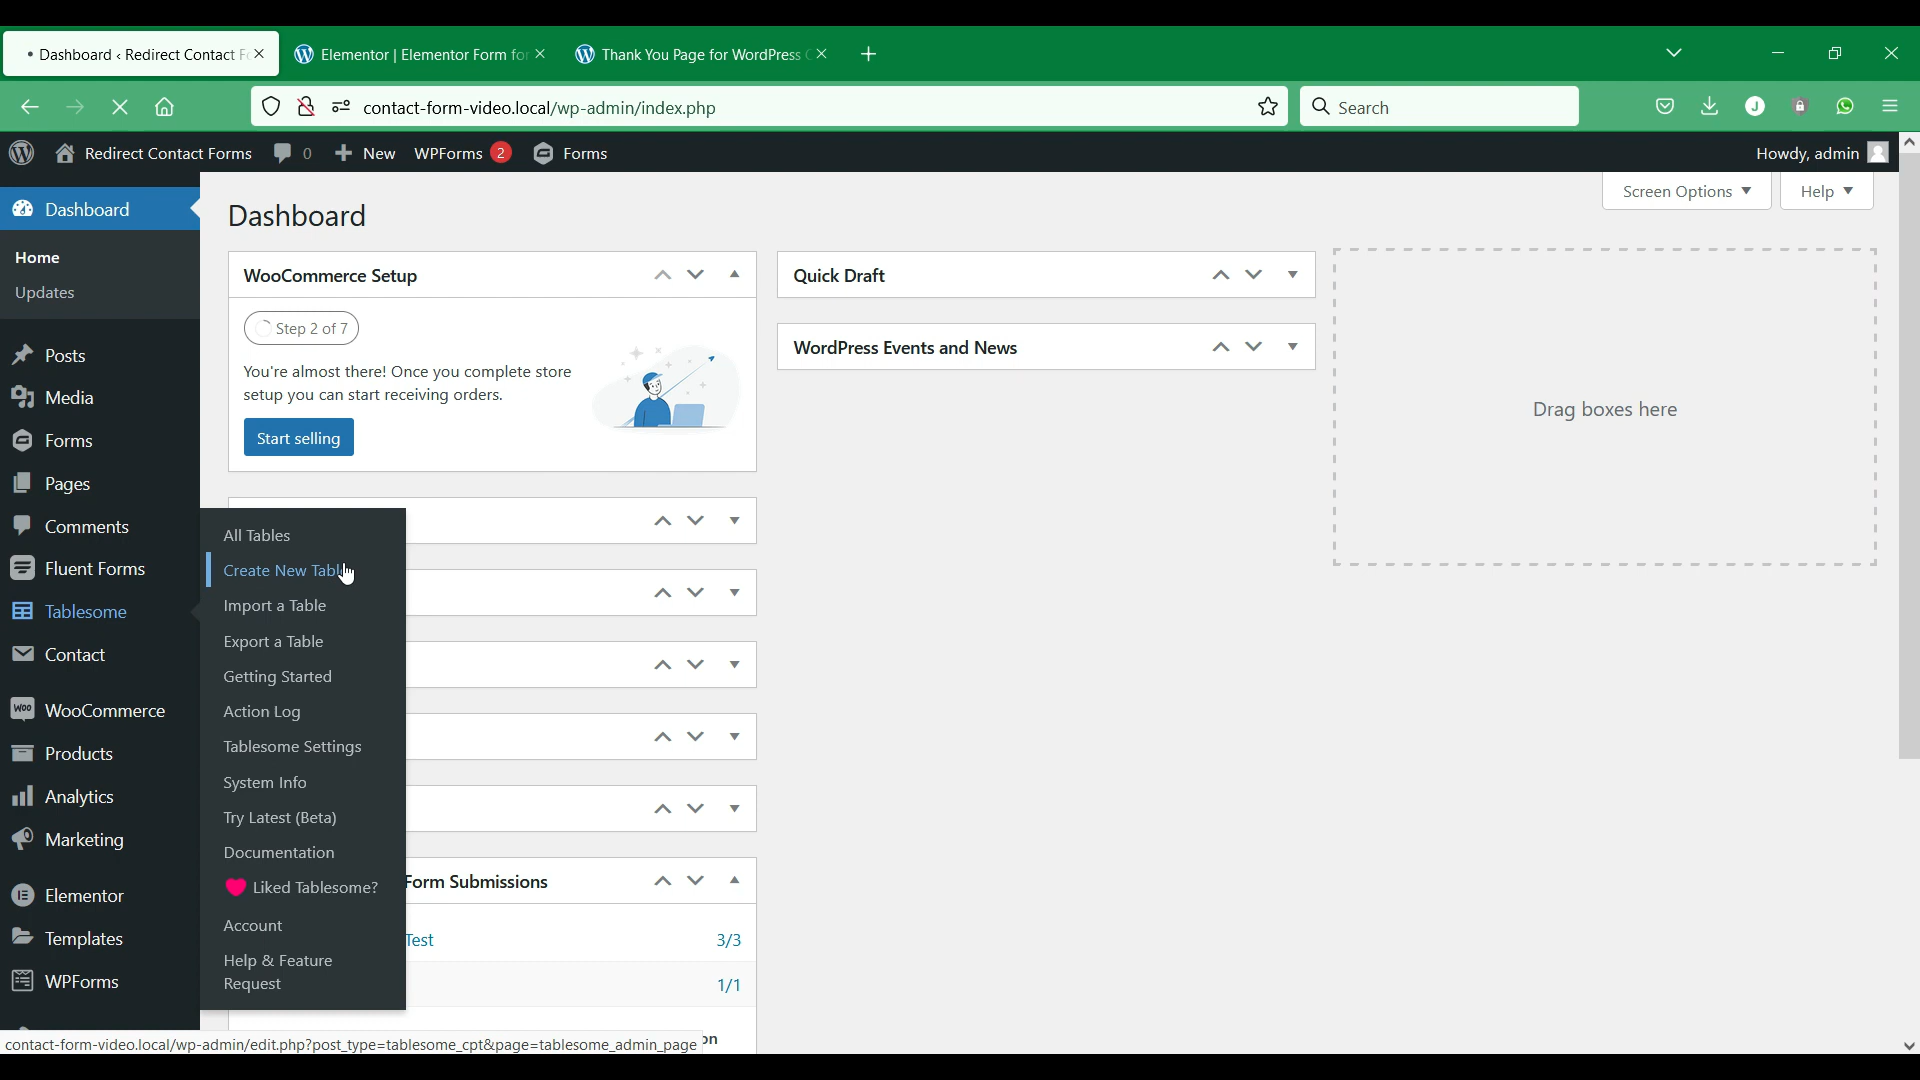 Dashboard ‹ Redirect Contact
Elementor | Elementor Form for
Thank You Page for WordPress
contact-form-video.local/wp-admin/index.php
Search
J
Redirect Contact Forms
0
New
WPForms 2
Forms
Howdy, admin
Dashboard
Home
Updates
Posts
Media
Forms
Pages
Comments
Fluent Forms
Tablesome
Contact
WooCommerce
Products
Analytics
Marketing
Elementor
Templates
WPForms
All Tables
Create New Tabl
Import a Table
Export a Table
Getting Started
Action Log
Tablesome Settings
System Info
Try Latest (Beta)
Documentation
Liked Tablesome?
Account
Help & Feature
Request
Screen Options
Help
Dashboard
WooCommerce Setup
Step 2 of 7
You're almost there! Once you complete store
setup you can start receiving orders.
Start selling
Quick Draft
WordPress Events and News
Drag boxes here
Form Submissions
Test 3/3
1/1
on
contact-form-video.local/wp-admin/edit.php?post_type=tablesome_cpt&page=tablesome_admin_page